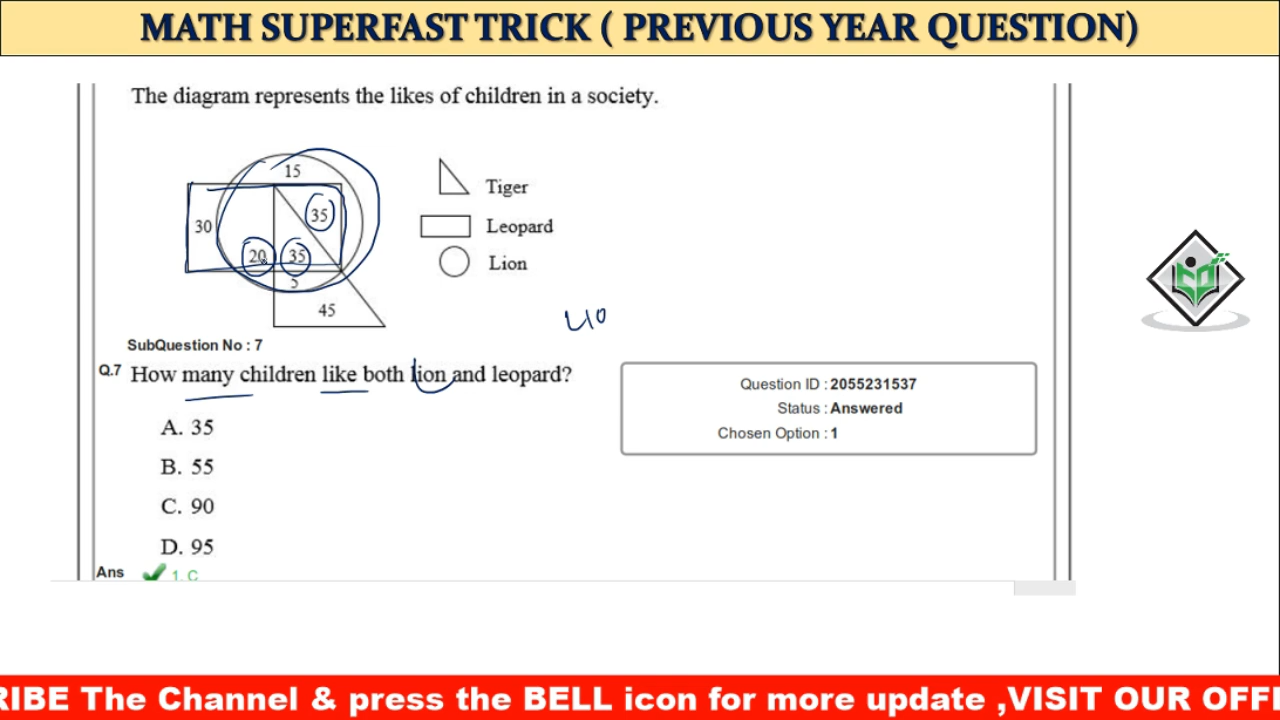 MATH SUPERFAST TRICK ( PREVIOUS YEAR QUESTION)
The diagram represents the likes of children in a society.
15
30
35
20
35
5
45
Tiger
Leopard
Lion
SubQuestion No : 7
Q.7 How many children like both lion and leopard?
A. 35
B. 55
C. 90
D. 95
Ans 1. C
Question ID : 2055231537
Status : Answered
Chosen Option : 1
RIBE The Channel & press the BELL icon for more update ,VISIT OUR OFF